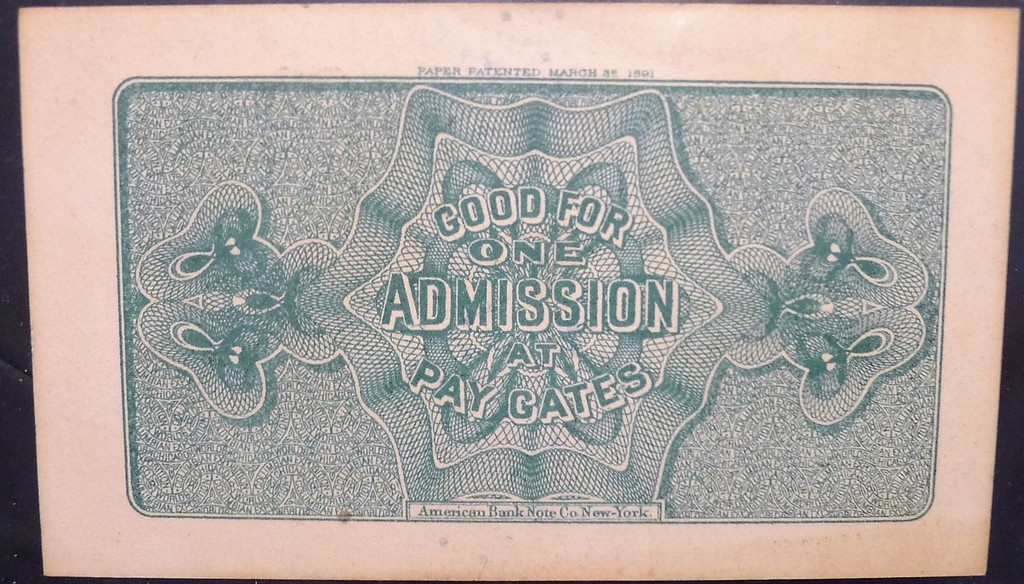 PAPER PATENTED MARCH 3D 1891
GOOD FOR
ONE
ADMISSION
AT
PAY GATES
American Bank Note Co. New-York.